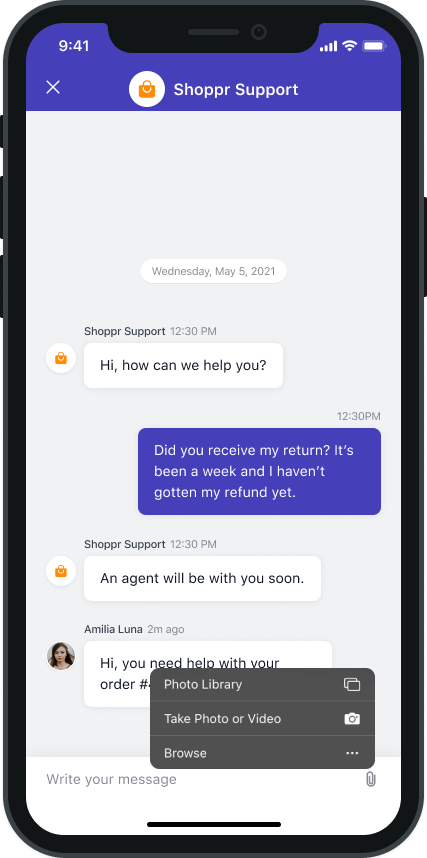 9:41
Shoppr Support
Wednesday, May 5, 2021
Shoppr Support 12:30 PM
Hi, how can we help you?
12:30PM
Did you receive my return? It's
been a week and I haven't
gotten my refund yet.
Shoppr Support 12:30 PM
An agent will be with you soon.
Amilia Luna 2m ago
Hi, you need help with your
order
Photo Library
Take Photo or Video
Browse
Write your message